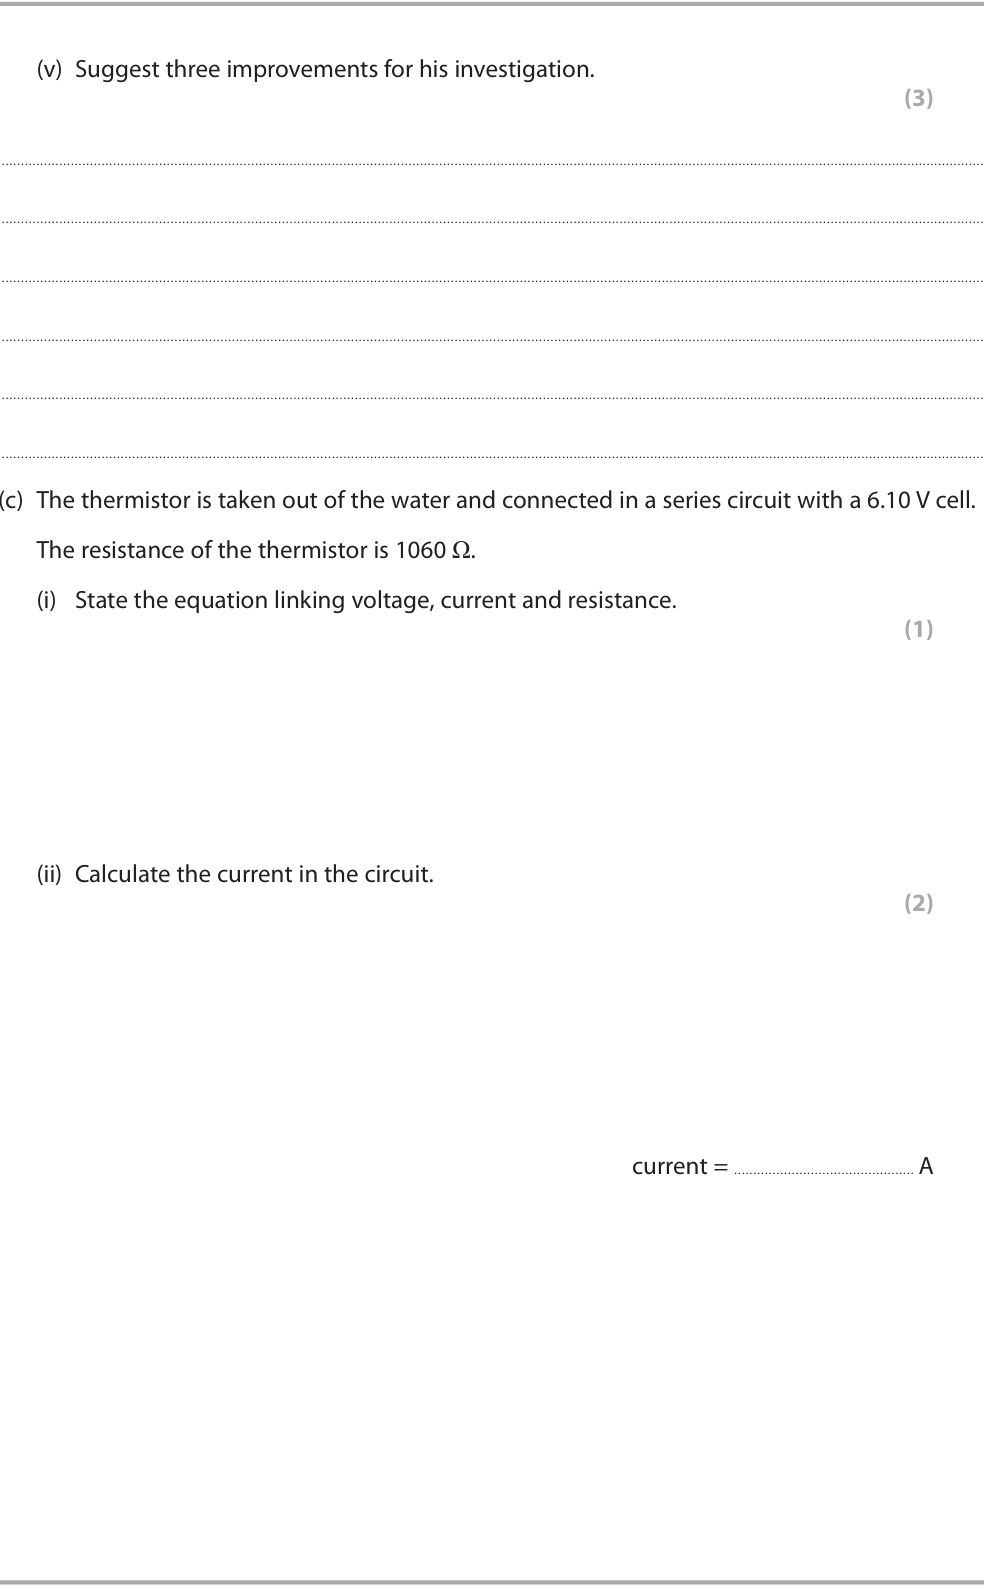 (v) Suggest three improvements for his investigation.
(3)
(c) The thermistor is taken out of the water and connected in a series circuit with a 6.10 V cell.
The resistance of the thermistor is 1060 Ω.
(i) State the equation linking voltage, current and resistance.
(1)
(ii) Calculate the current in the circuit.
(2)
current = ............................................... A